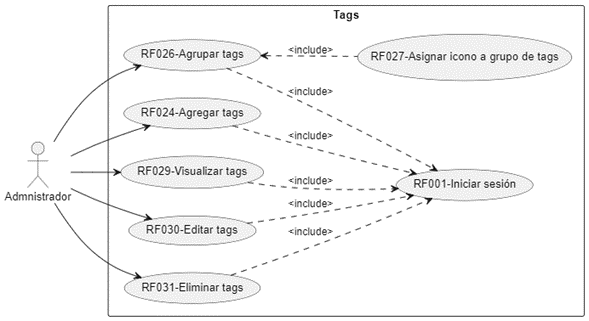 Tags
RF026-Agrupar tags
<include>
RF027-Asignar icono a grupo de tags
<include>
RF024-Agregar tags
<include>
RF029-Visualizar tags
<include>
RF001-Iniciar sesión
Admnistrador
<include>
RF030-Editar tags
<include>
RF031-Eliminar tags